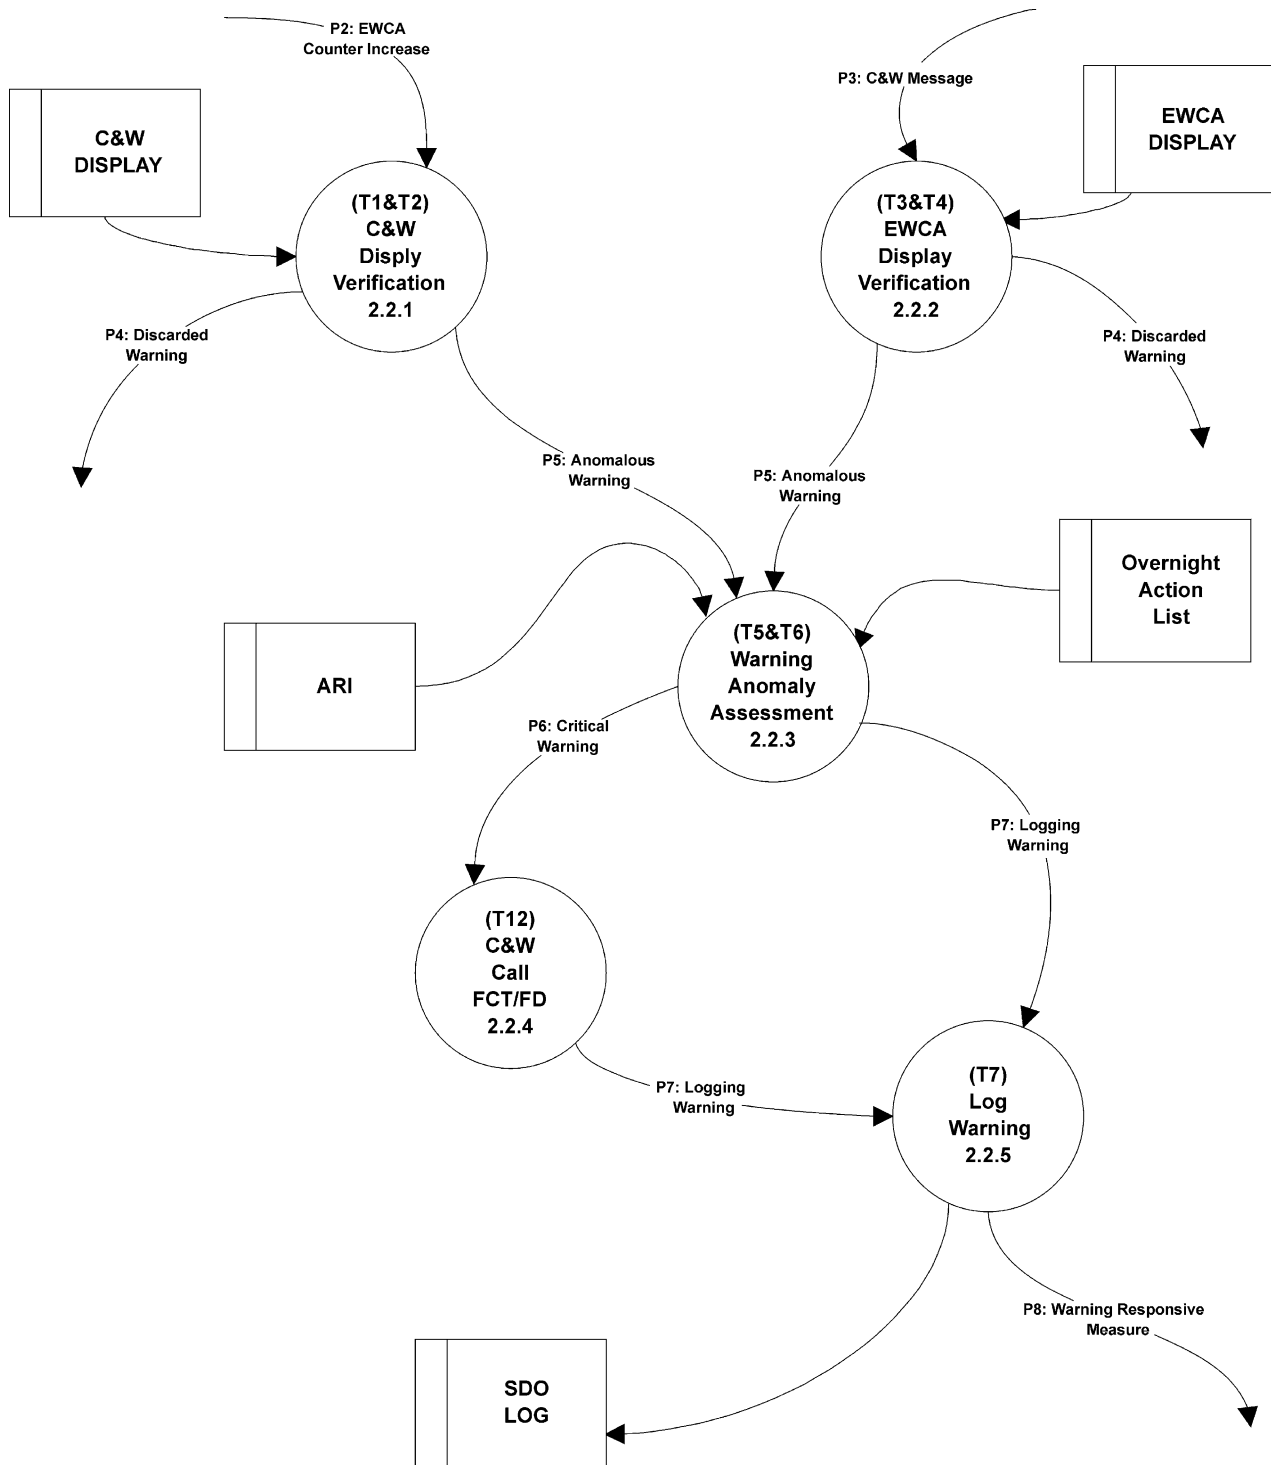 P2: EWCA
Counter Increase
P3: C&W Message
C&W
DISPLAY
EWCA
DISPLAY
(T1&T2)
C&W
Disply
Verification
2.2.1
(T3&T4)
EWCA
Display
Verification
2.2.2
P4: Discarded
Warning
P4: Discarded
Warning
P5: Anomalous
Warning
P5: Anomalous
Warning
Overnight
Action
List
ARI
(T5&T6)
Warning
Anomaly
Assessment
2.2.3
P6: Critical
Warning
P7: Logging
Warning
(T12)
C&W
Call
FCT/FD
2.2.4
P7: Logging
Warning
(T7)
Log
Warning
2.2.5
P8: Warning Responsive
Measure
SDO
LOG